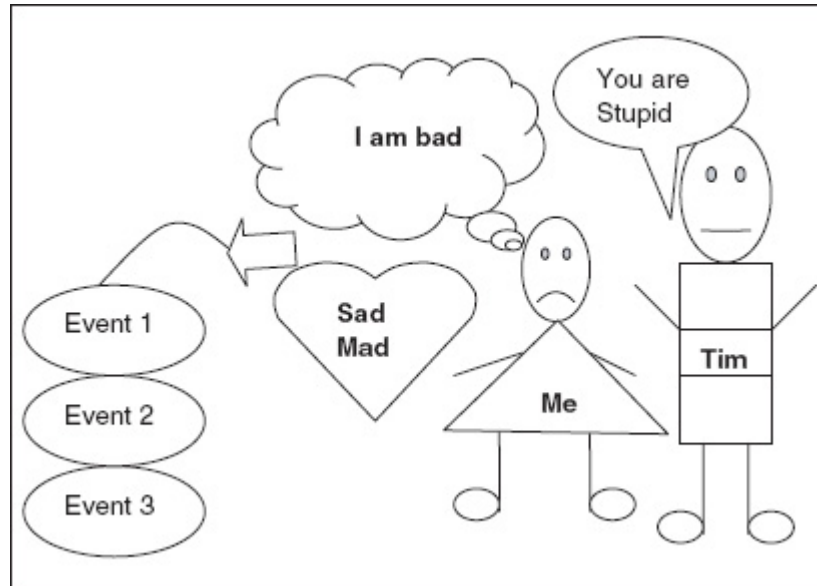 You are
Stupid
I am bad
Event 1
Sad
Mad
Tim
Me
Event 2
Event 3